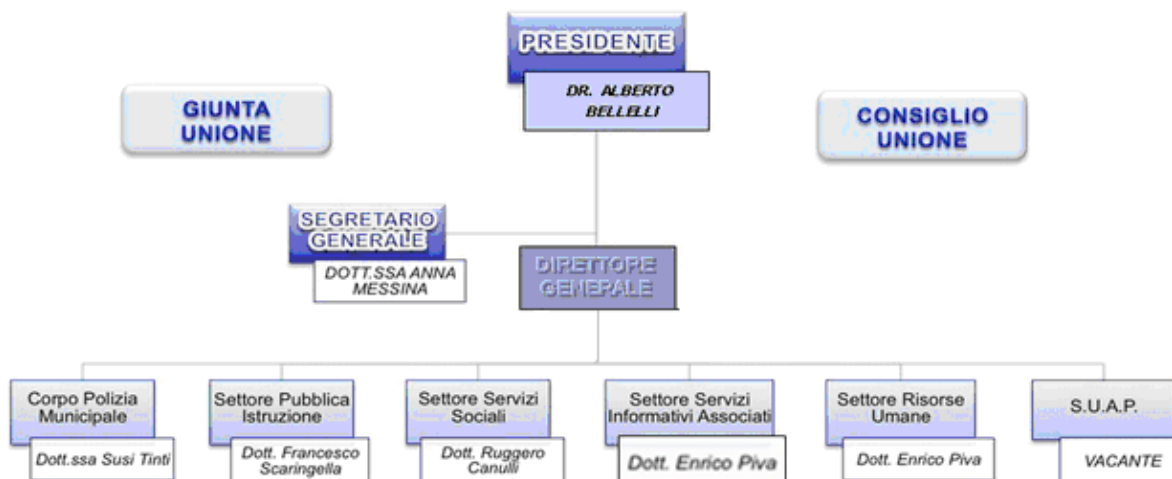 PRESIDENTE
DR. ALBERTO
BELLELLI
GIUNTA
UNIONE
CONSIGLIO
UNIONE
SEGRETARIO
GENERALE
DOTT.SSA ANNA
MESSINA
DIRETTORE
GENERALE
Corpo Polizia
Municipale
Dott.ssa Susi Tinti
Settore Pubblica
Istruzione
Dott. Francesco
Scaringella
Settore Servizi
Sociali
Dott. Ruggero
Canulli
Settore Servizi
Informativi Associati
Dott. Enrico Piva
Settore Risorse
Umane
Dott. Enrico Piva
S.U.A.P.
VACANTE